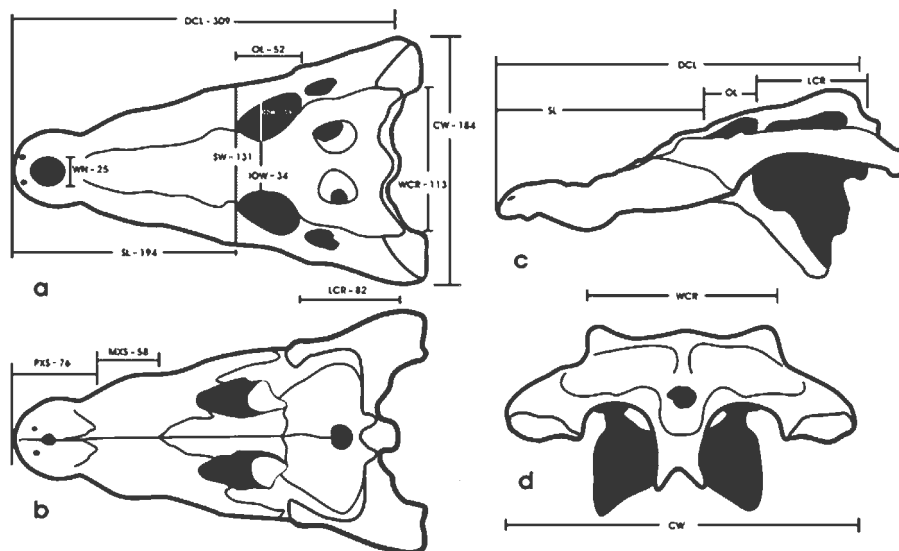 DCL - 309
OL - 52
CW - 184
WN - 25
SW - 131
IOW - 34
WCR - 113
SL - 194
a
LCR - 82
PXS - 76
MXS - 58
b
DCL
LCR
OL
SL
c
WCR
d
CW